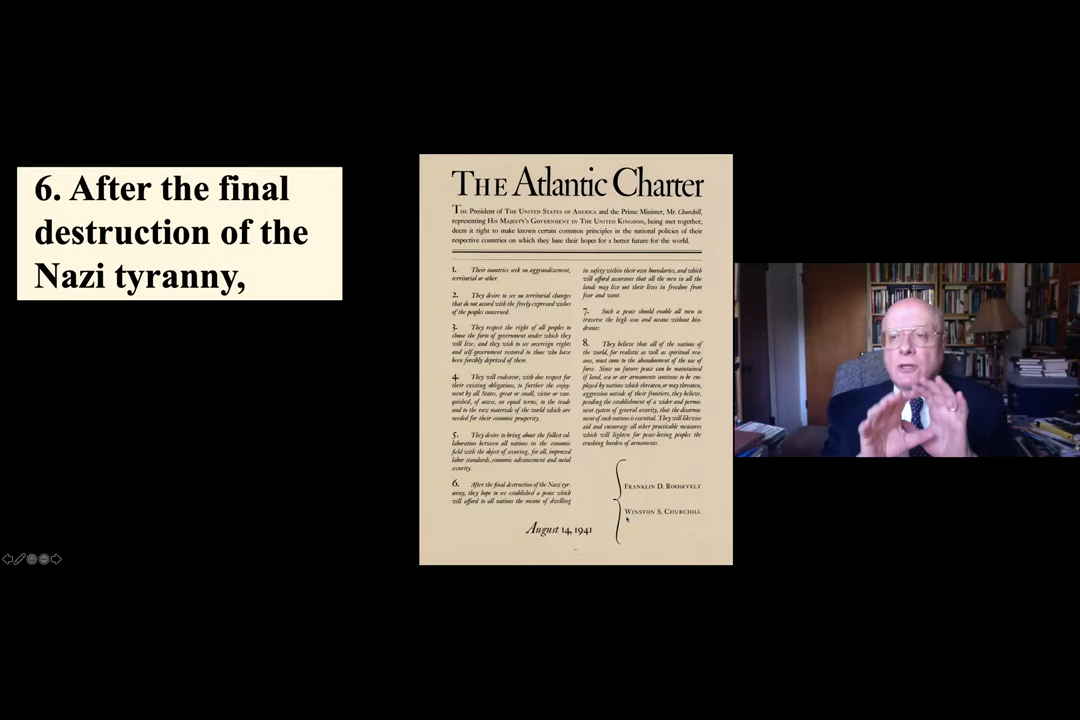 6. After the final
destruction of the
Nazi tyranny,
THE Atlantic Charter
THE President of THE UNITED STATES OF AMERICA and the Prime Minister, Mr. Churchill,
representing HIS MAJESTY'S GOVERNMENT IN THE UNITED KINGDOM, being met together,
deem it right to make known certain common principles in the national policies of their
respective countries on which they base their hopes for a better future for the world.
1. Their countries seek no aggrandizement,
territorial or other.
2. They desire to see no territorial changes
that do not accord with the freely expressed wishes
of the peoples concerned.
3. They respect the right of all peoples to
choose the form of government under which they
will live; and they wish to see sovereign rights
and self-government restored to those who have
been forcibly deprived of them.
4. They will endeavor, with due respect for
their existing obligations, to further the enjoy-
ment by all States, great or small, victor or van-
quished, of access, on equal terms, to the trade
and to the raw materials of the world which are
needed for their economic prosperity.
5. They desire to bring about the fullest col-
laboration between all nations in the economic
field with the object of securing, for all, improved
labor standards, economic advancement and social
security.
6. After the final destruction of the Nazi tyr-
anny, they hope to see established a peace which
will afford to all nations the means of dwelling
in safety within their own boundaries, and which
will afford assurance that all the men in all the
lands may live out their lives in freedom from
fear and want.
7. Such a peace should enable all men to
traverse the high seas and oceans without hin-
drance.
8. They believe that all of the nations of
the world, for realistic as well as spiritual rea-
sons, must come to the abandonment of the use of
force. Since no future peace can be maintained
if land, sea or air armaments continue to be em-
ployed by nations which threaten, or may threaten,
aggression outside of their frontiers, they believe,
pending the establishment of a wider and perma-
nent system of general security, that the disarma-
ment of such nations is essential. They will likewise
aid and encourage all other practicable measures
which will lighten for peace-loving peoples the
crushing burden of armaments.
FRANKLIN D. ROOSEVELT
WINSTON S. CHURCHILL
August 14, 1941